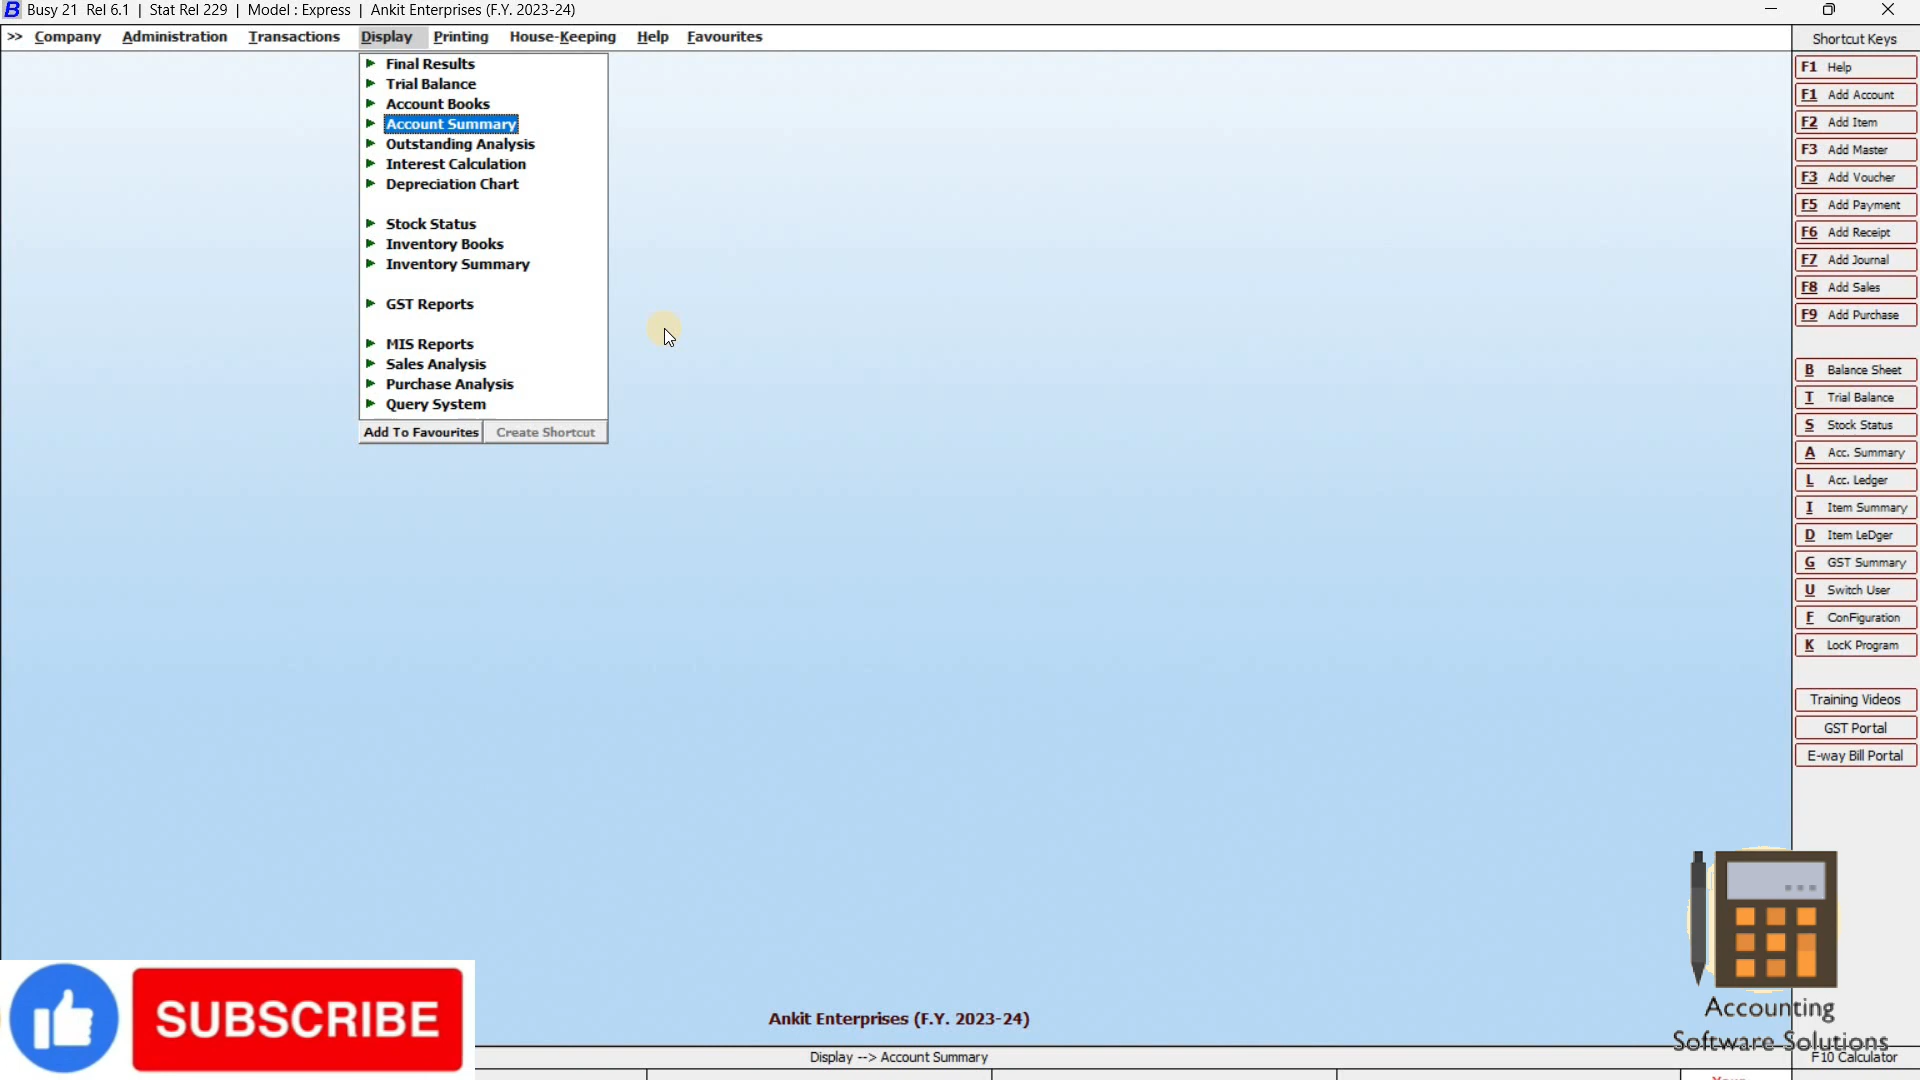 Busy 21 Rel 6.1 | Stat Rel 229 | Model : Express | Ankit Enterprises (F.Y. 2023-24)
>> Company Administration Transactions Display Printing House-Keeping Help Favourites
Final Results
Trial Balance
Account Books
Account Summary
Outstanding Analysis
Interest Calculation
Depreciation Chart
Stock Status
Inventory Books
Inventory Summary
GST Reports
MIS Reports
Sales Analysis
Purchase Analysis
Query System
Add To Favourites Create Shortcut
Shortcut Keys
F1 Help
F1 Add Account
F2 Add Item
F3 Add Master
F3 Add Voucher
F5 Add Payment
F6 Add Receipt
F7 Add Journal
F8 Add Sales
F9 Add Purchase
B Balance Sheet
T Trial Balance
S Stock Status
A Acc. Summary
L Acc. Ledger
I Item Summary
D Item LeDger
G GST Summary
U Switch User
F ConFiguration
K LocK Program
Training Videos
GST Portal
E-way Bill Portal
Accounting
Software Solutions
SUBSCRIBE
Ankit Enterprises (F.Y. 2023-24)
Display --> Account Summary
F10 Calculator